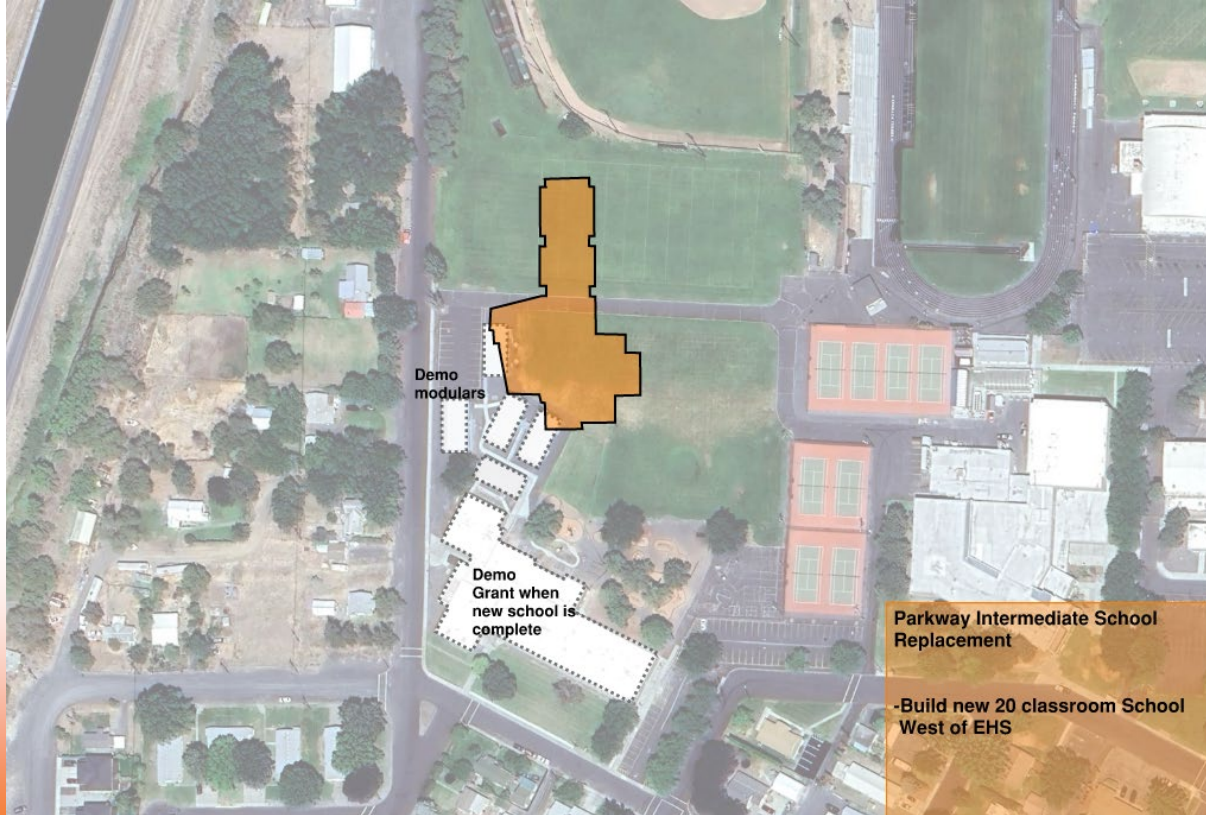 Demo
modulars
Demo
Grant when
new school is
complete
Parkway Intermediate School
Replacement
-Build new 20 classroom School
West of EHS